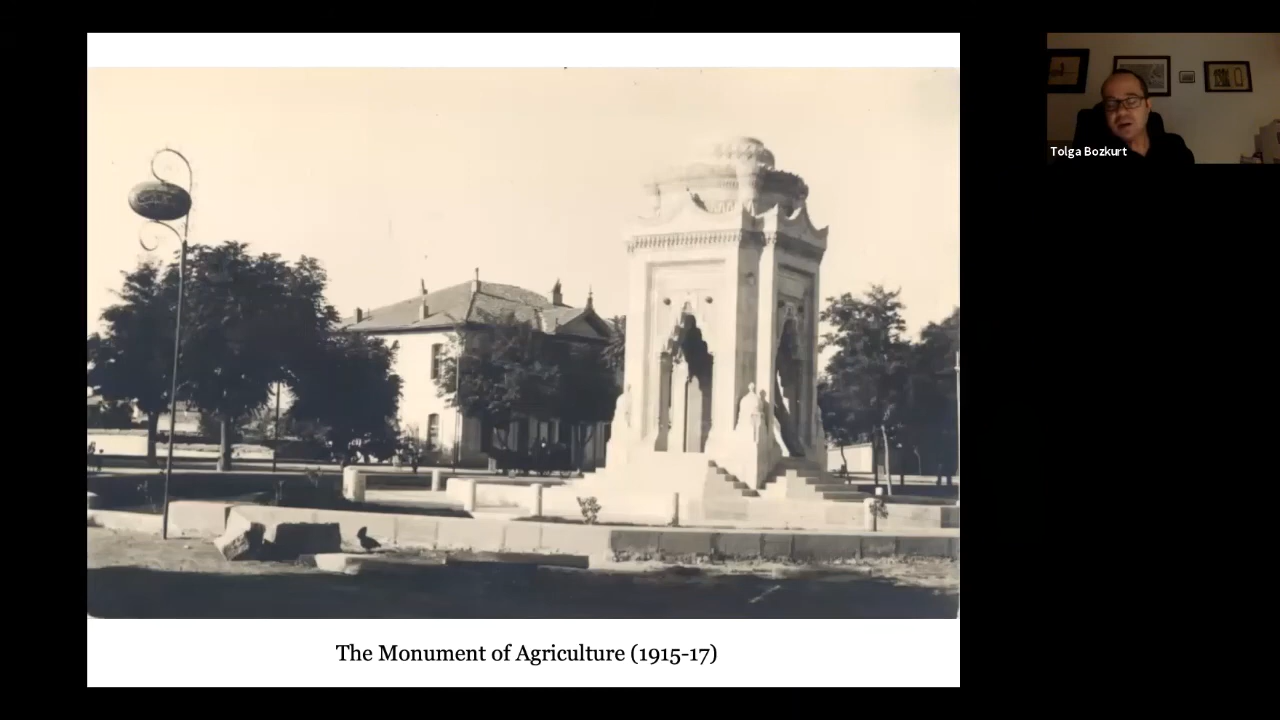 Tolga Bozkurt
The Monument of Agriculture (1915-17)